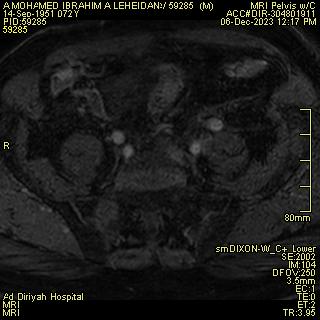 A MOHAMED IBRAHIM A LEHEIDAN:/ 59285 (M)
14-Sep-1951 072Y
PID:59285
59285
MRI Pelvis w/C
ACC#DIR-304801911
06-Dec-2023 12:17 PM
R
80mm
smDIXON-W_C+ Lower
SE:2002
IM:104
DFOV:250
3.5mm
EC:1
TE:0
ET:2
TR:3.95
Ad Diriyah Hospital
MRI
MRI